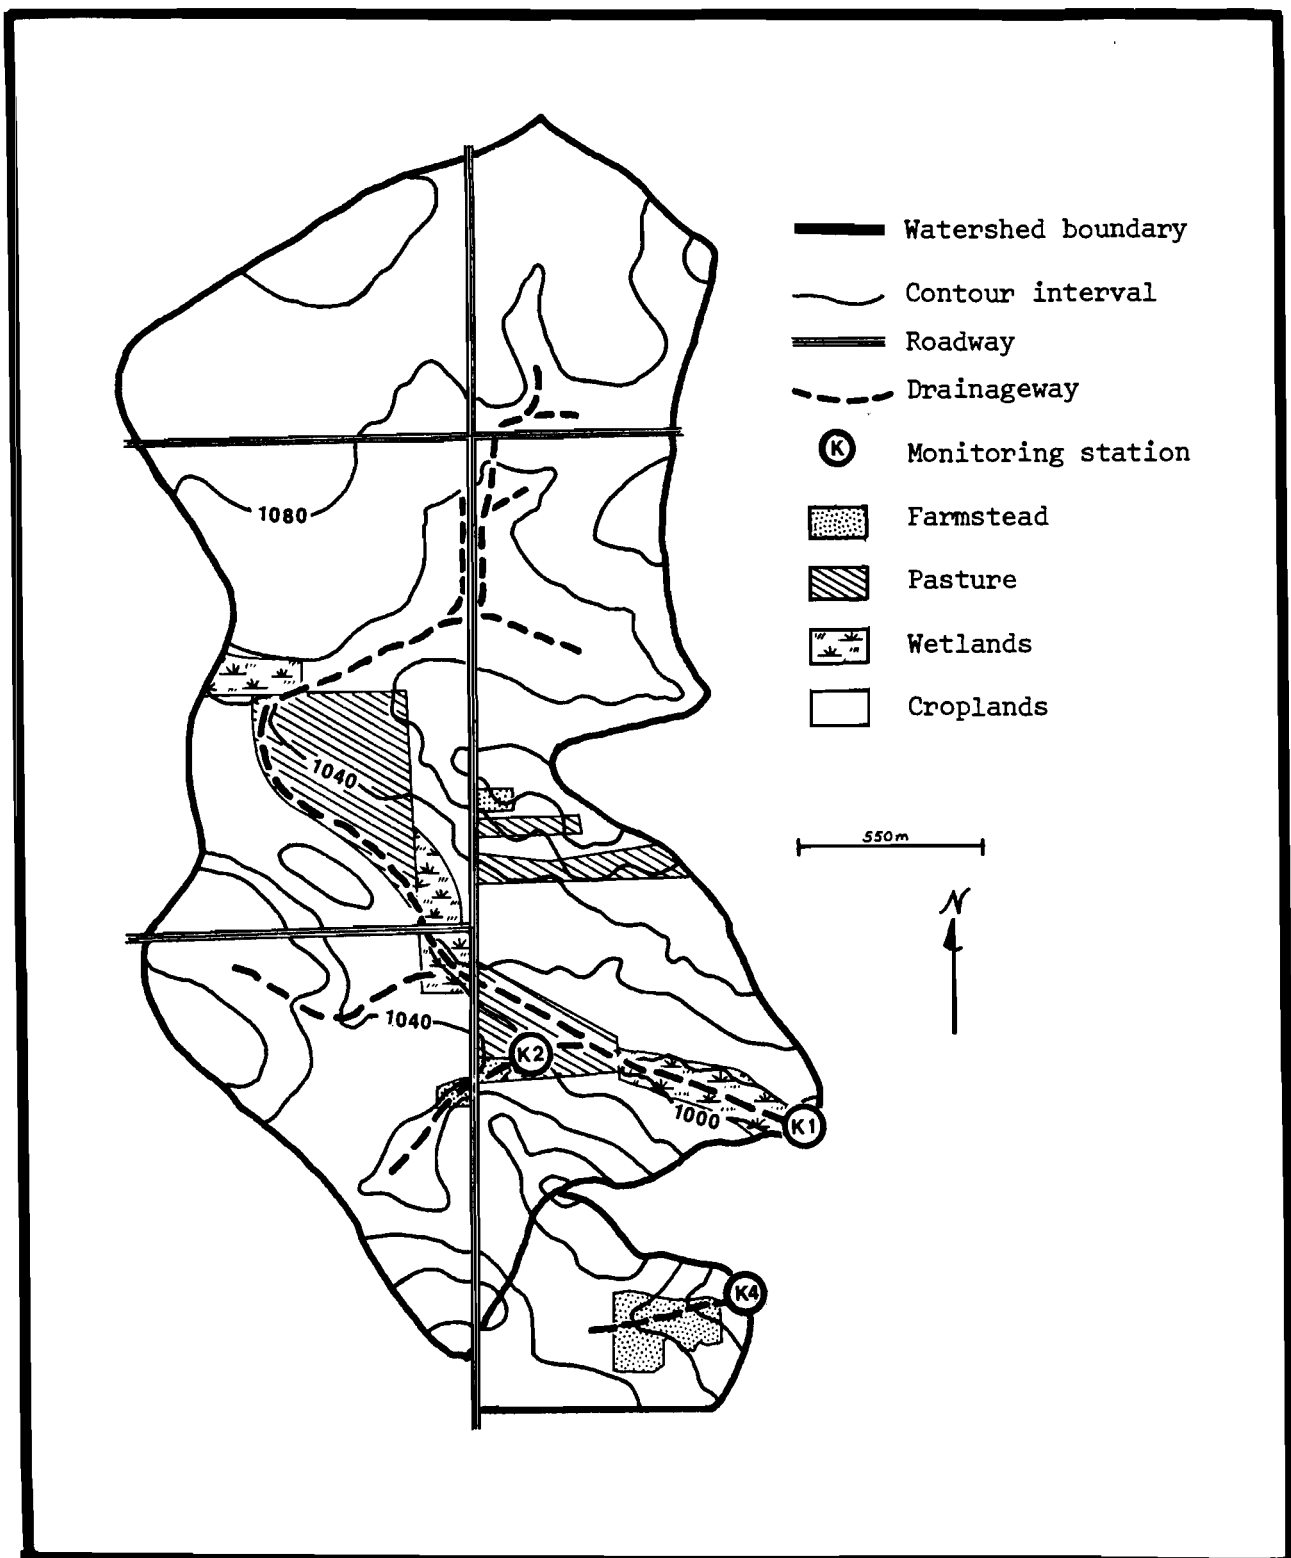 Watershed boundary
Contour interval
Roadway
Drainageway
K Monitoring station
Farmstead
1080
Pasture
Wetlands
Croplands
1040
550m
N
1040
K2
1000
K1
K4